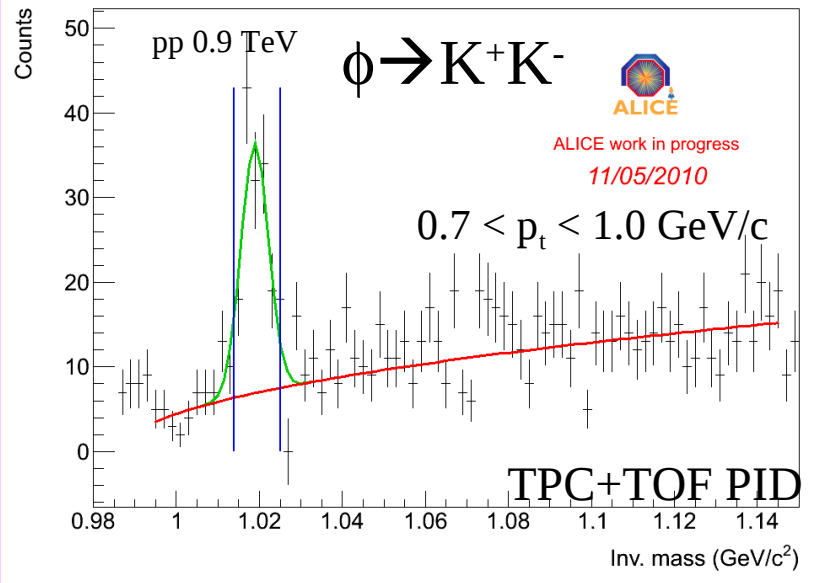 Counts
50
40
30
20
10
0
pp 0.9 TeV
ϕ→K⁺K⁻
ALICE
ALICE work in progress
11/05/2010
0.7 < pₜ < 1.0 GeV/c
TPC+TOF PID
0.98 1 1.02 1.04 1.06 1.08 1.1 1.12 1.14
Inv. mass (GeV/c²)